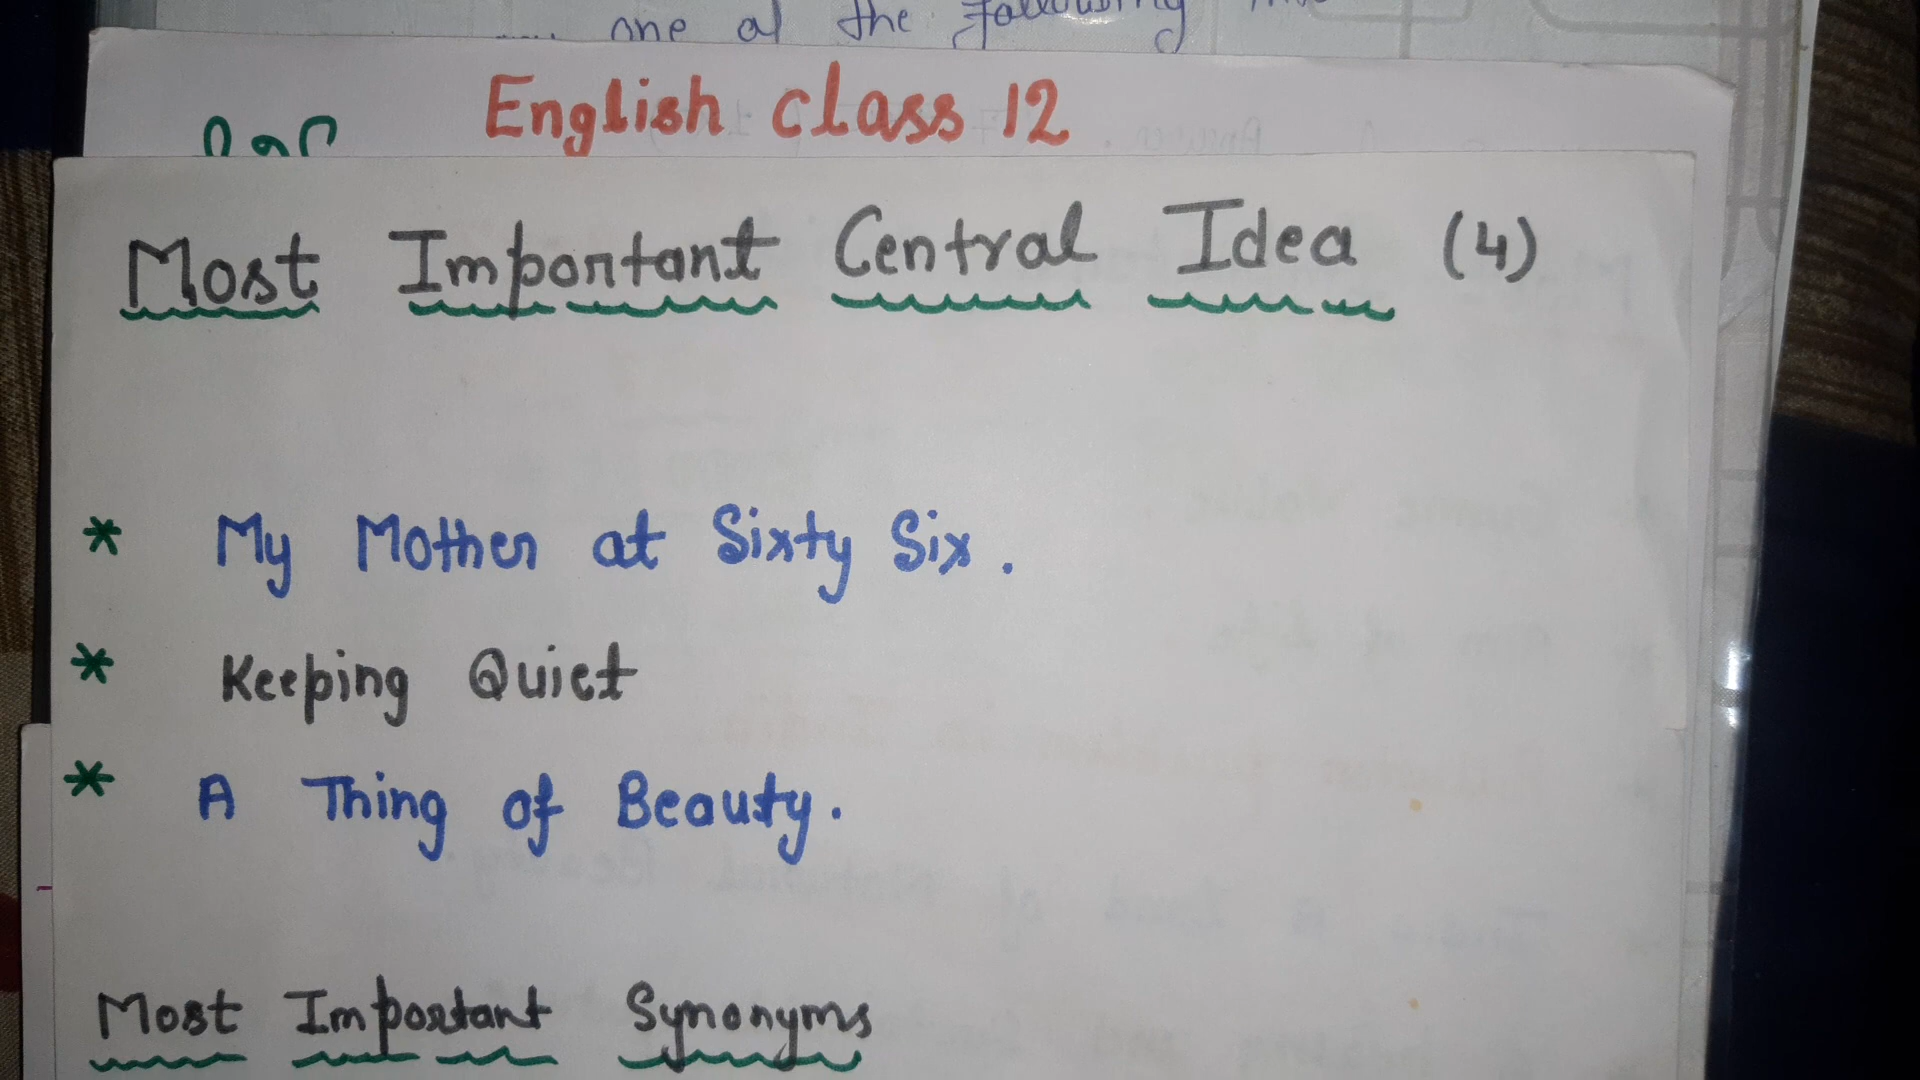 one of the following
English class 12
Most Important Central Idea (4)
* My Mother at Sixty Six.
* Keeping Quiet
* A Thing of Beauty.
Most Important Synonyms